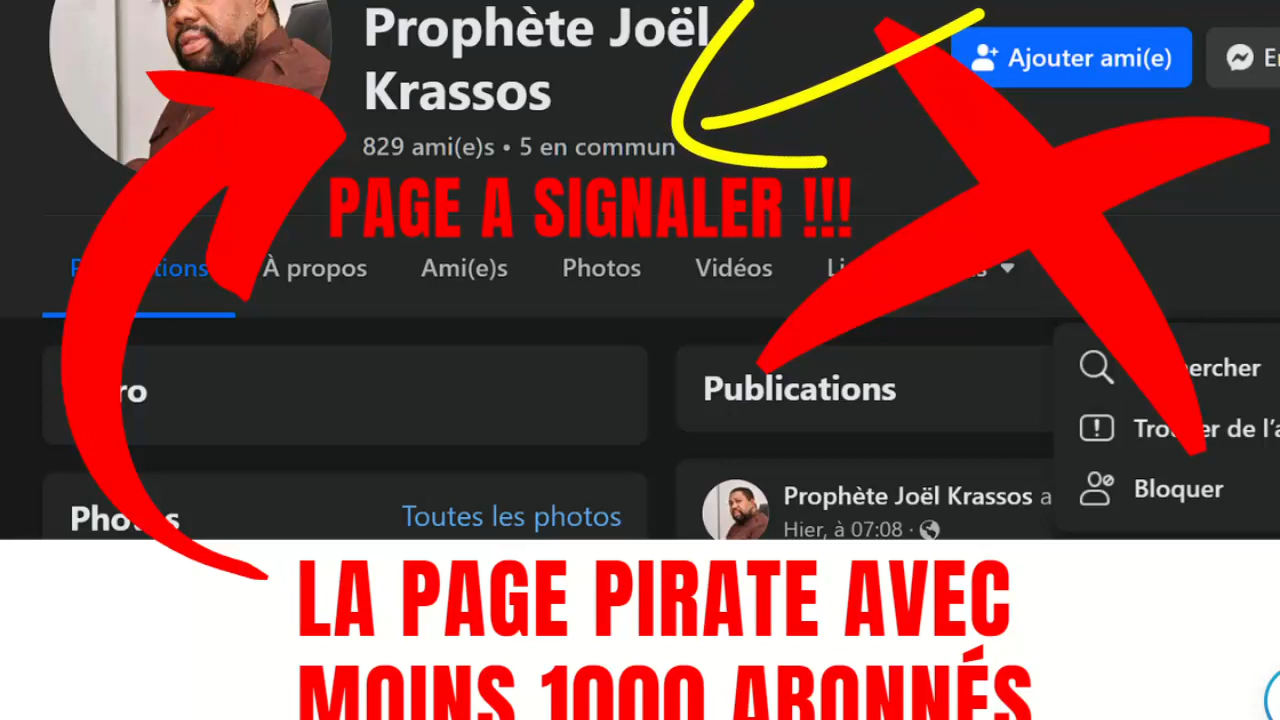 Prophète Joël
Krassos
Ajouter ami(e)
829 ami(e)s • 5 en commun
PAGE A SIGNALER !!!
À propos
Ami(e)s
Photos
Vidéos
Publications
Toutes les photos
Prophète Joël Krassos a
Hier, à 07:08
Bloquer
LA PAGE PIRATE AVEC
MOINS 1000 ABONNÉS